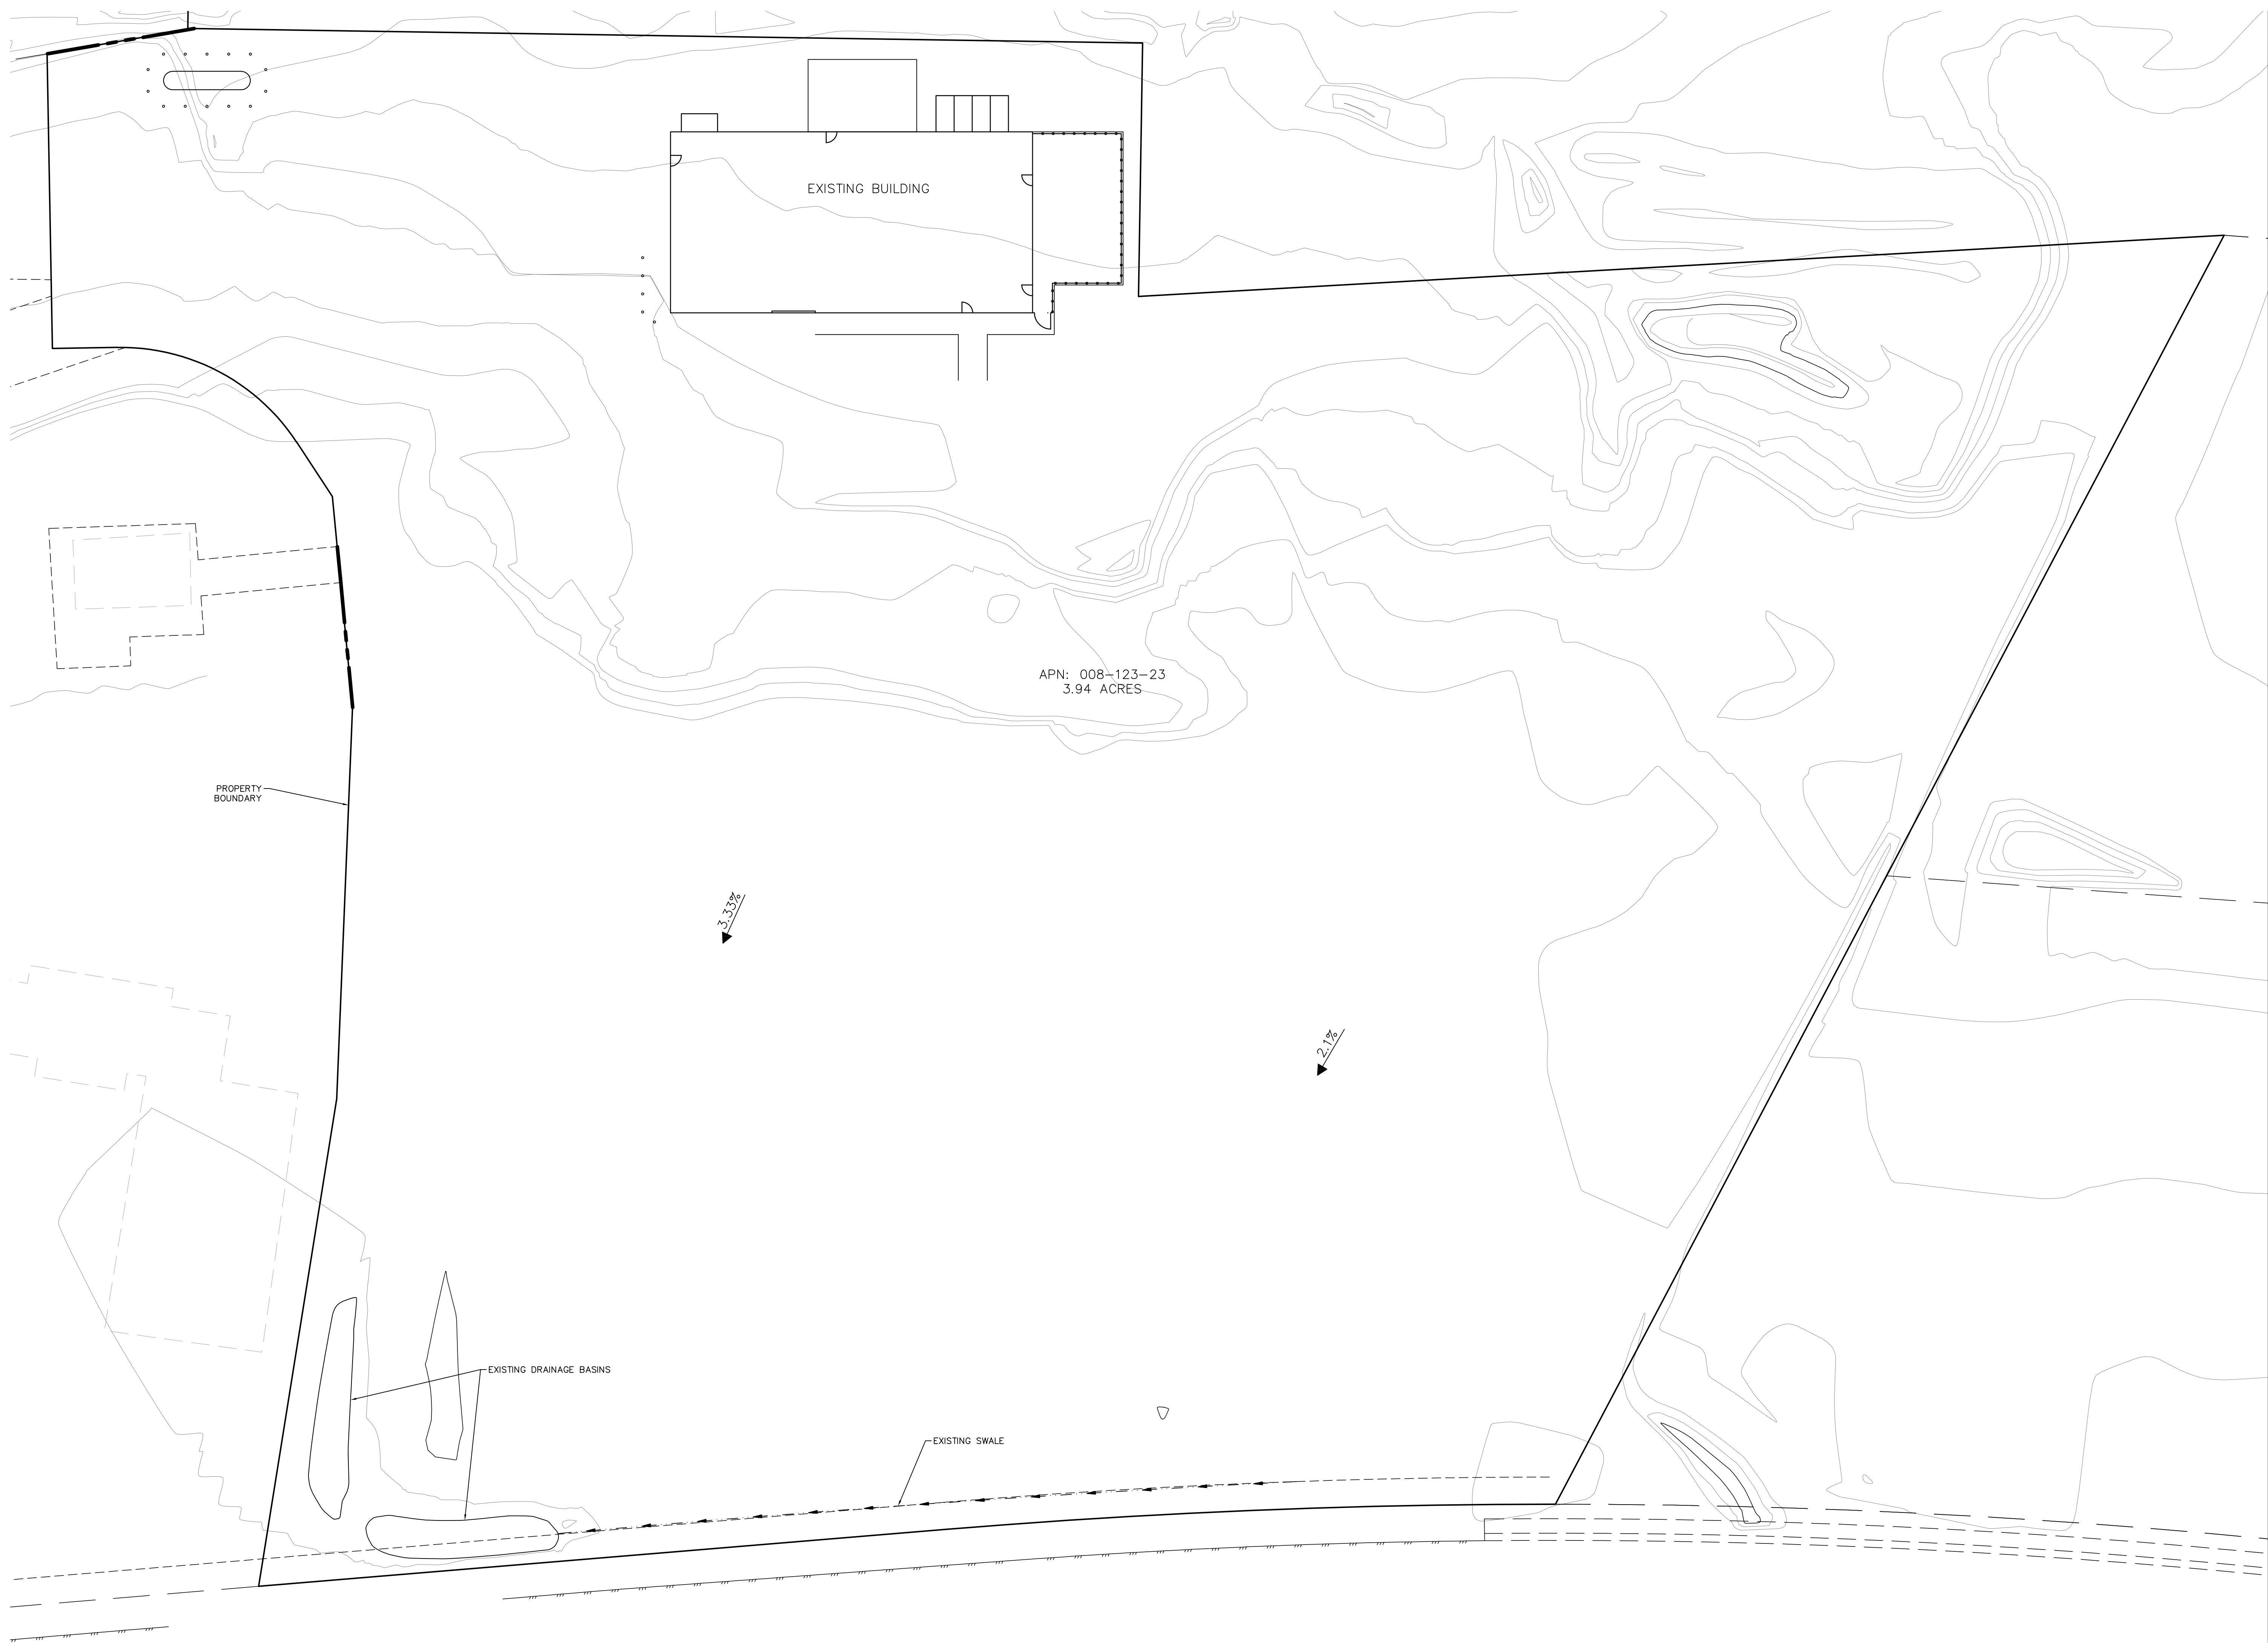 EXISTING BUILDING
APN: 008-123-23
3.94 ACRES
PROPERTY
BOUNDARY
3.33%
2.1%
EXISTING DRAINAGE BASINS
EXISTING SWALE